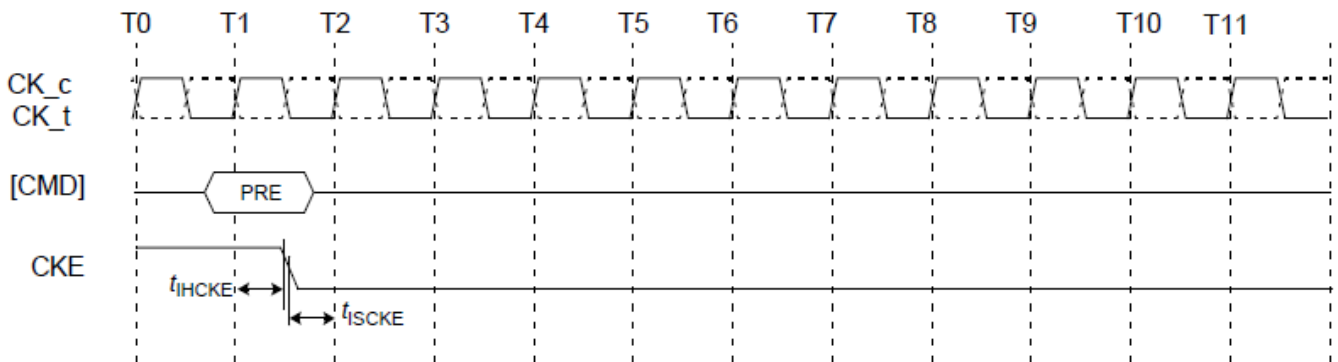 T0 T1 T2 T3 T4 T5 T6 T7 T8 T9 T10 T11
CK_c
CK_t
[CMD] PRE
CKE
tIHCKE
tISCKE